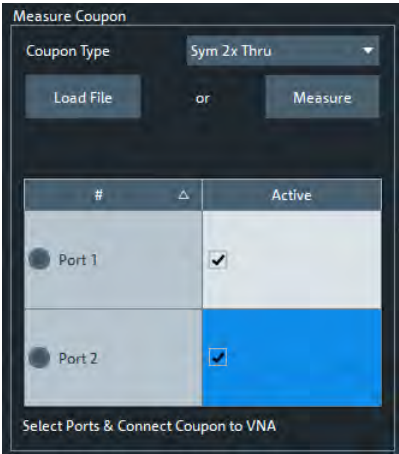 Measure Coupon
Coupon Type Sym 2x Thru
Load File or Measure
# Active
Port 1
Port 2
Select Ports & Connect Coupon to VNA